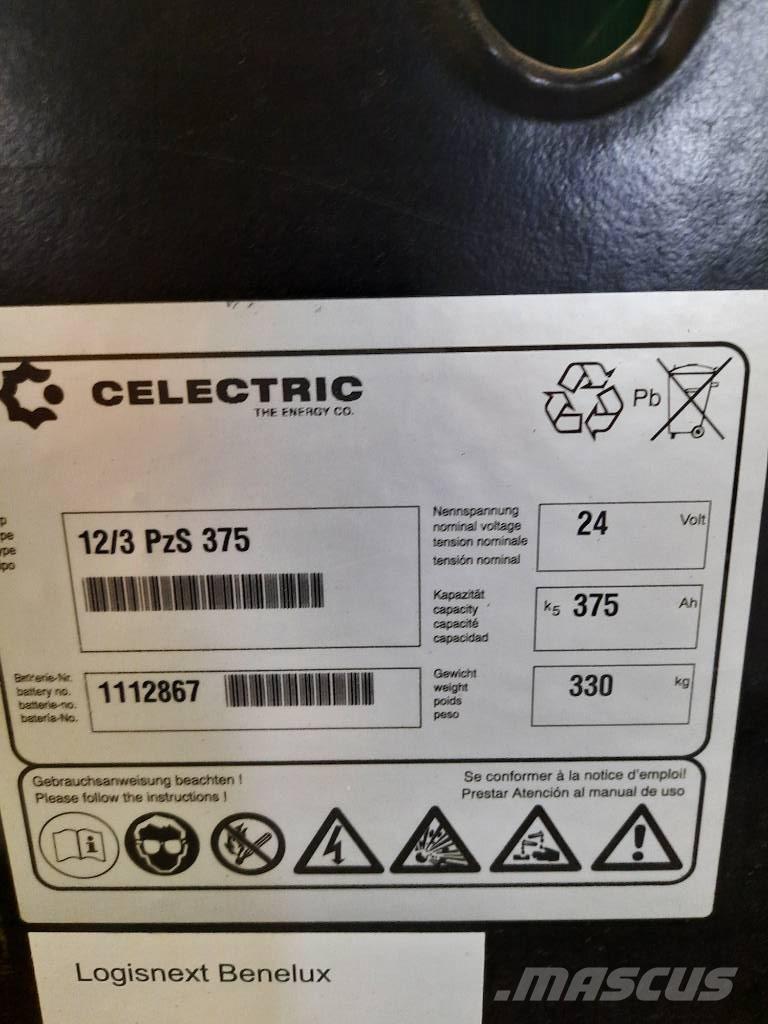 CELECTRIC
THE ENERGY CO.
Pb
12/3 PzS 375
Nennspannung
nominal voltage
tension nominale
tensión nominal
24 Volt
Kapazität
capacity
capacité
capacidad
k5 375 Ah
Batterie-Nr.
battery no.
batterie-no.
batería-No.
1112867
Gewicht
weight
poids
peso
330 kg
Gebrauchsanweisung beachten !
Please follow the instructions !
Se conformer à la notice d'emploi!
Prestar Atención al manual de uso
Logisnext Benelux
.MASCUS